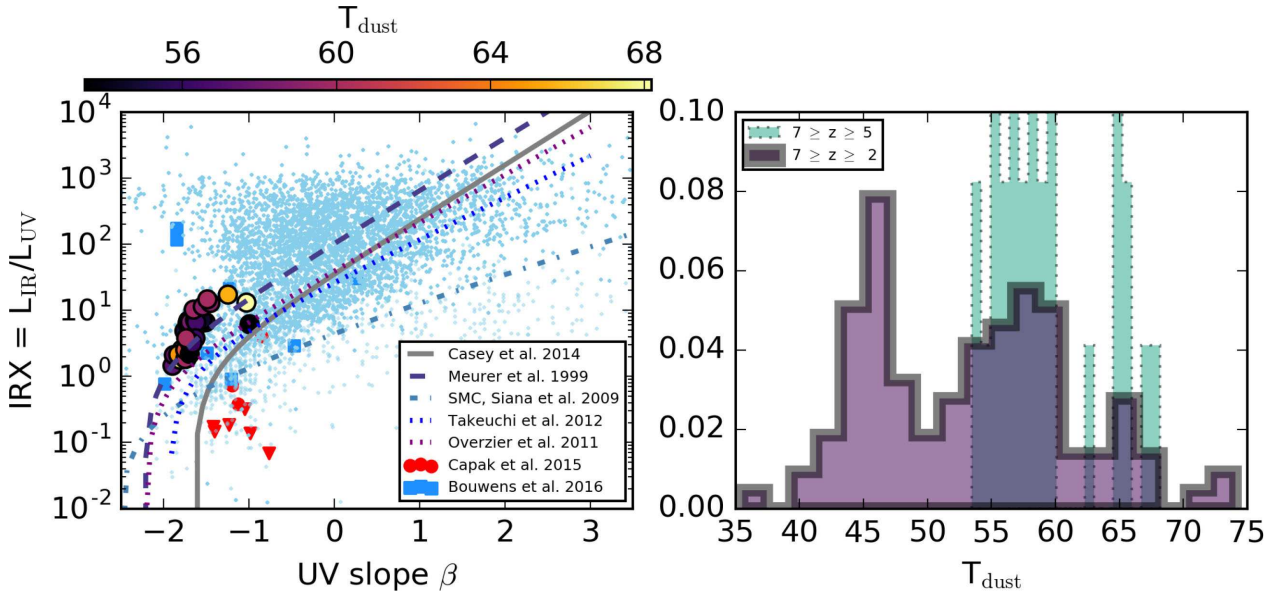 T_dust
56 60 64 68
10^4
10^3
10^2
10^1
10^0
10^-1
10^-2
IRX = L_IR/L_UV
−2 −1 0 1 2 3
UV slope β
Casey et al. 2014
Meurer et al. 1999
SMC, Siana et al. 2009
Takeuchi et al. 2012
Overzier et al. 2011
Capak et al. 2015
Bouwens et al. 2016
0.10
0.08
0.06
0.04
0.02
0.00
7 ≥ z ≥ 5
7 ≥ z ≥ 2
35 40 45 50 55 60 65 70 75
T_dust